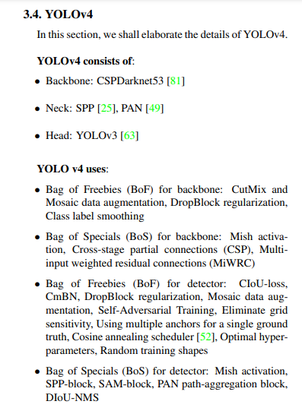 3.4. YOLOv4
In this section, we shall elaborate the details of YOLOv4.
YOLOv4 consists of:
• Backbone: CSPDarknet53 [81]
• Neck: SPP [25], PAN [49]
• Head: YOLOv3 [63]
YOLO v4 uses:
• Bag of Freebies (BoF) for backbone: CutMix and
Mosaic data augmentation, DropBlock regularization,
Class label smoothing
• Bag of Specials (BoS) for backbone: Mish activa-
tion, Cross-stage partial connections (CSP), Multi-
input weighted residual connections (MiWRC)
• Bag of Freebies (BoF) for detector: CIoU-loss,
CmBN, DropBlock regularization, Mosaic data aug-
mentation, Self-Adversarial Training, Eliminate grid
sensitivity, Using multiple anchors for a single ground
truth, Cosine annealing scheduler [52], Optimal hyper-
parameters, Random training shapes
• Bag of Specials (BoS) for detector: Mish activation,
SPP-block, SAM-block, PAN path-aggregation block,
DIoU-NMS